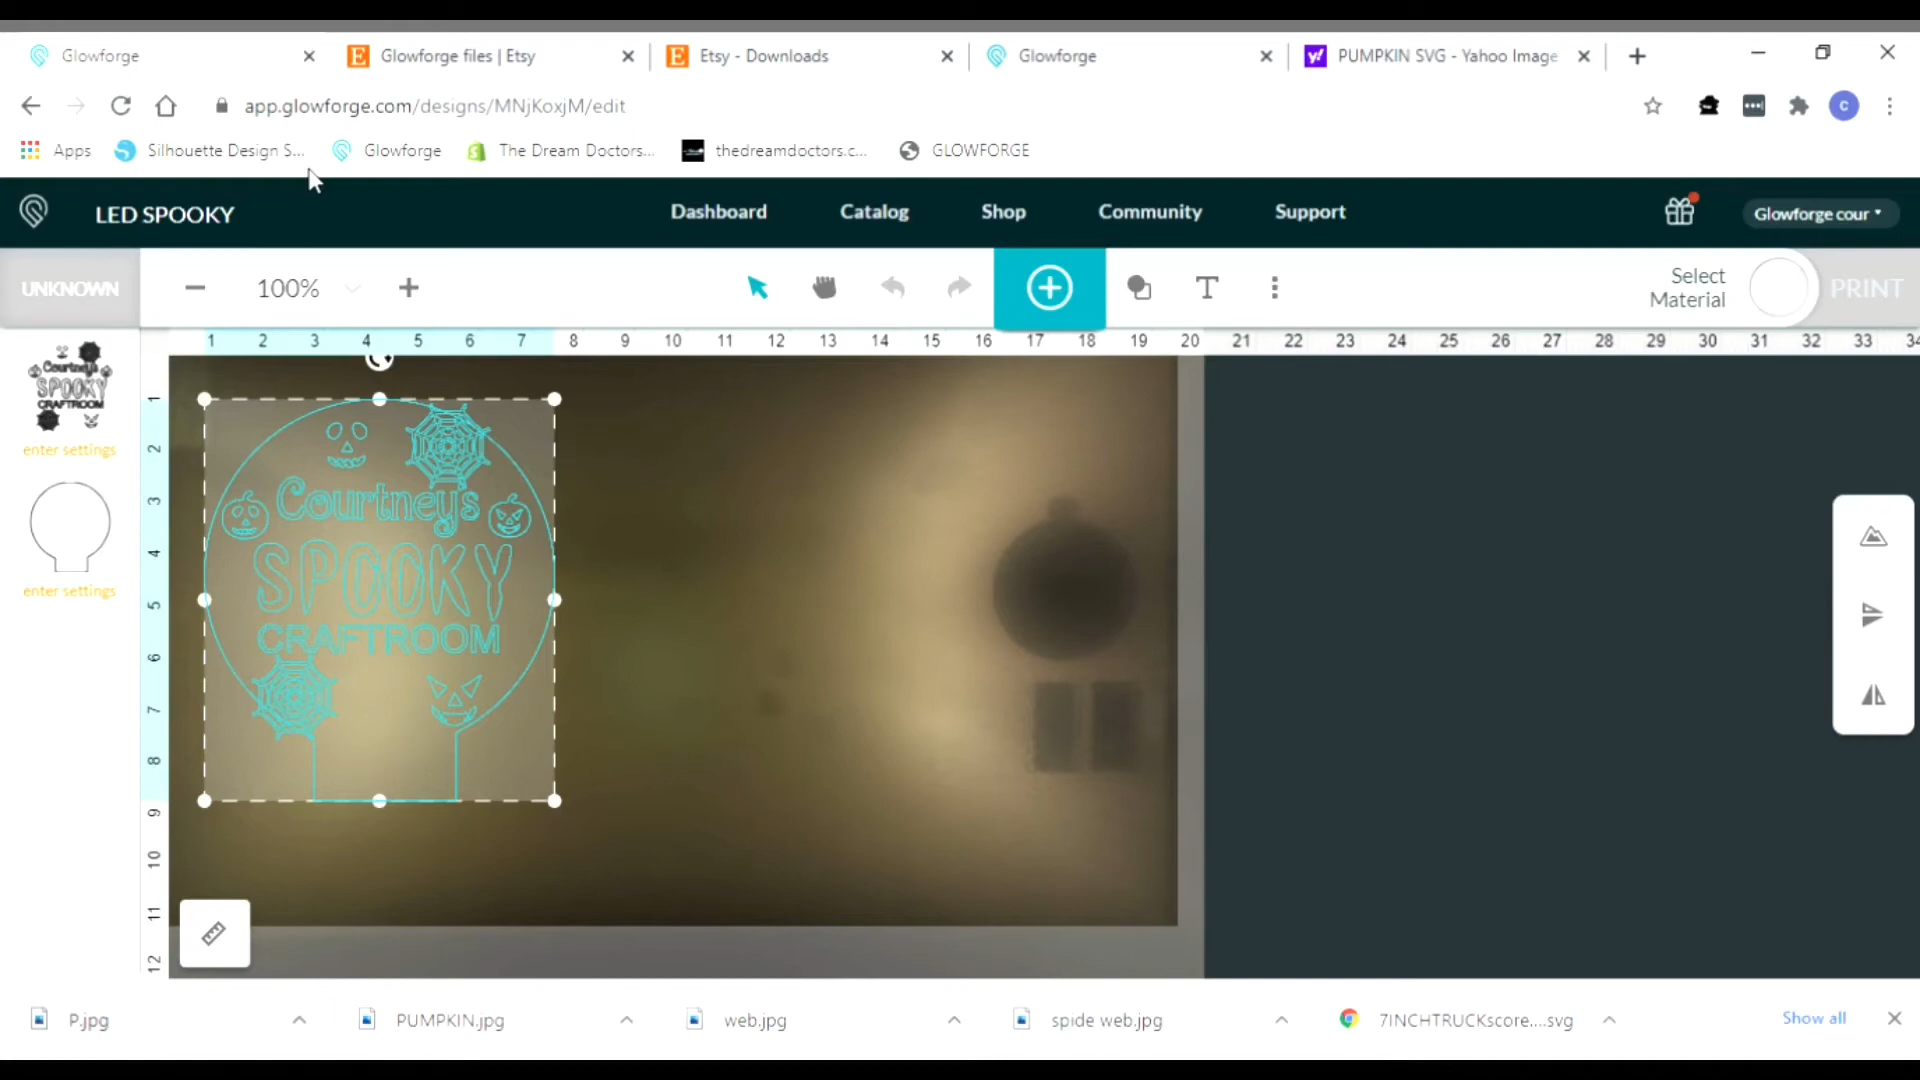 Glowforge
Glowforge files | Etsy
Etsy - Downloads
Glowforge
PUMPKIN SVG - Yahoo Image
app.glowforge.com/designs/MNjKoxjM/edit
C
Apps
Silhouette Design S...
Glowforge
The Dream Doctors...
thedreamdoctors.c...
GLOWFORGE
LED SPOOKY
Dashboard
Catalog
Shop
Community
Support
Glowforge cour
UNKNOWN
100%
T
Select
Material
PRINT
1 2 3 4 5 6 7 8 9 10 11 12 13 14 15 16 17 18 19 20 21 22 23 24 25 26 27 28 29 30 31 32 33 34
Courtneys
SPOOKY
CRAFTROOM
enter settings
enter settings
1
2
3
4
5
6
7
8
9
10
11
12
Courtneys
SPOOKY
CRAFTROOM
P.jpg
PUMPKIN.jpg
web.jpg
spide web.jpg
7INCHTRUCKscore....svg
Show all